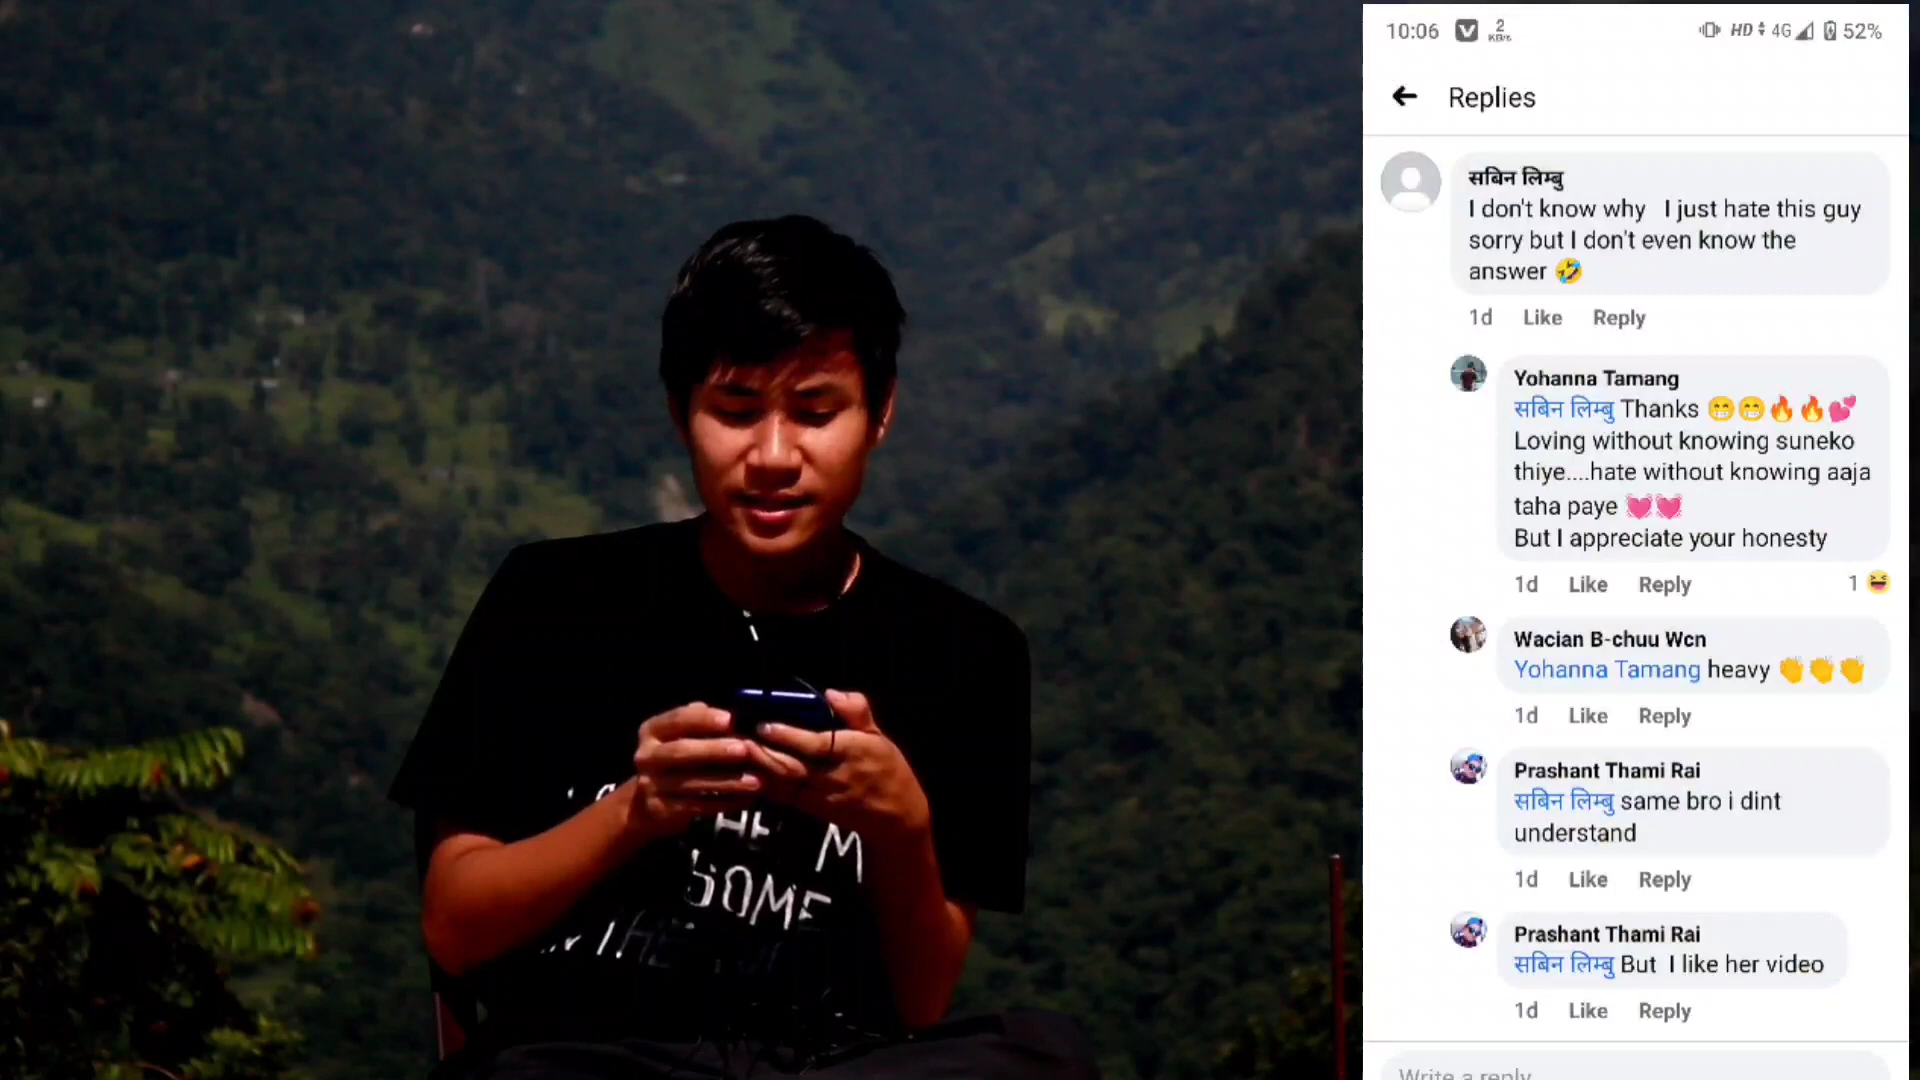 10:06 2 KB/s HD 4G 52%
Replies
सबिन लिम्बु
I don't know why I just hate this guy
sorry but I don't even know the
answer 🤣
1d Like Reply
Yohanna Tamang
सबिन लिम्बु Thanks 😁😁🔥🔥💕
Loving without knowing suneko
thiye....hate without knowing aaja
taha paye 💓💓
But I appreciate your honesty
1d Like Reply 1 😆
Wacian B-chuu Wcn
Yohanna Tamang heavy 👏👏👏
1d Like Reply
Prashant Thami Rai
सबिन लिम्बु same bro i dint
understand
1d Like Reply
Prashant Thami Rai
सबिन लिम्बु But I like her video
1d Like Reply
Write a reply
M
SOME